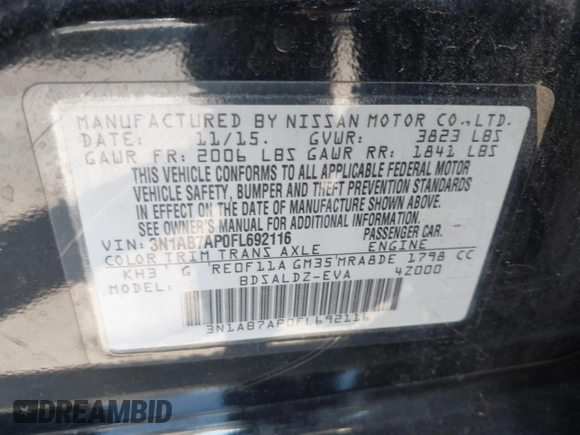 MANUFACTURED BY NISSAN MOTOR CO.,LTD.
DATE: 11/15. GVWR: 3823 LBS
GAWR FR: 2006 LBS GAWR RR: 1841 LBS
THIS VEHICLE CONFORMS TO ALL APPLICABLE FEDERAL MOTOR
VEHICLE SAFETY, BUMPER AND THEFT PREVENTION STANDARDS
IN EFFECT ON THE DATE OF MANUFACTURE SHOWN ABOVE.
SEE OWNER'S MANUAL FOR ADDITIONAL INFORMATION
VIN: 3N1AB7AP0FL692116 PASSENGER CAR.
COLOR TRIM TRANS AXLE ENGINE
KH3 G RE0F11A GM35 MRA8DE 1798 CC
MODEL: BDSALDZ-EVA 4Z000
3N1AB7AP0FL692116
DREAMBID